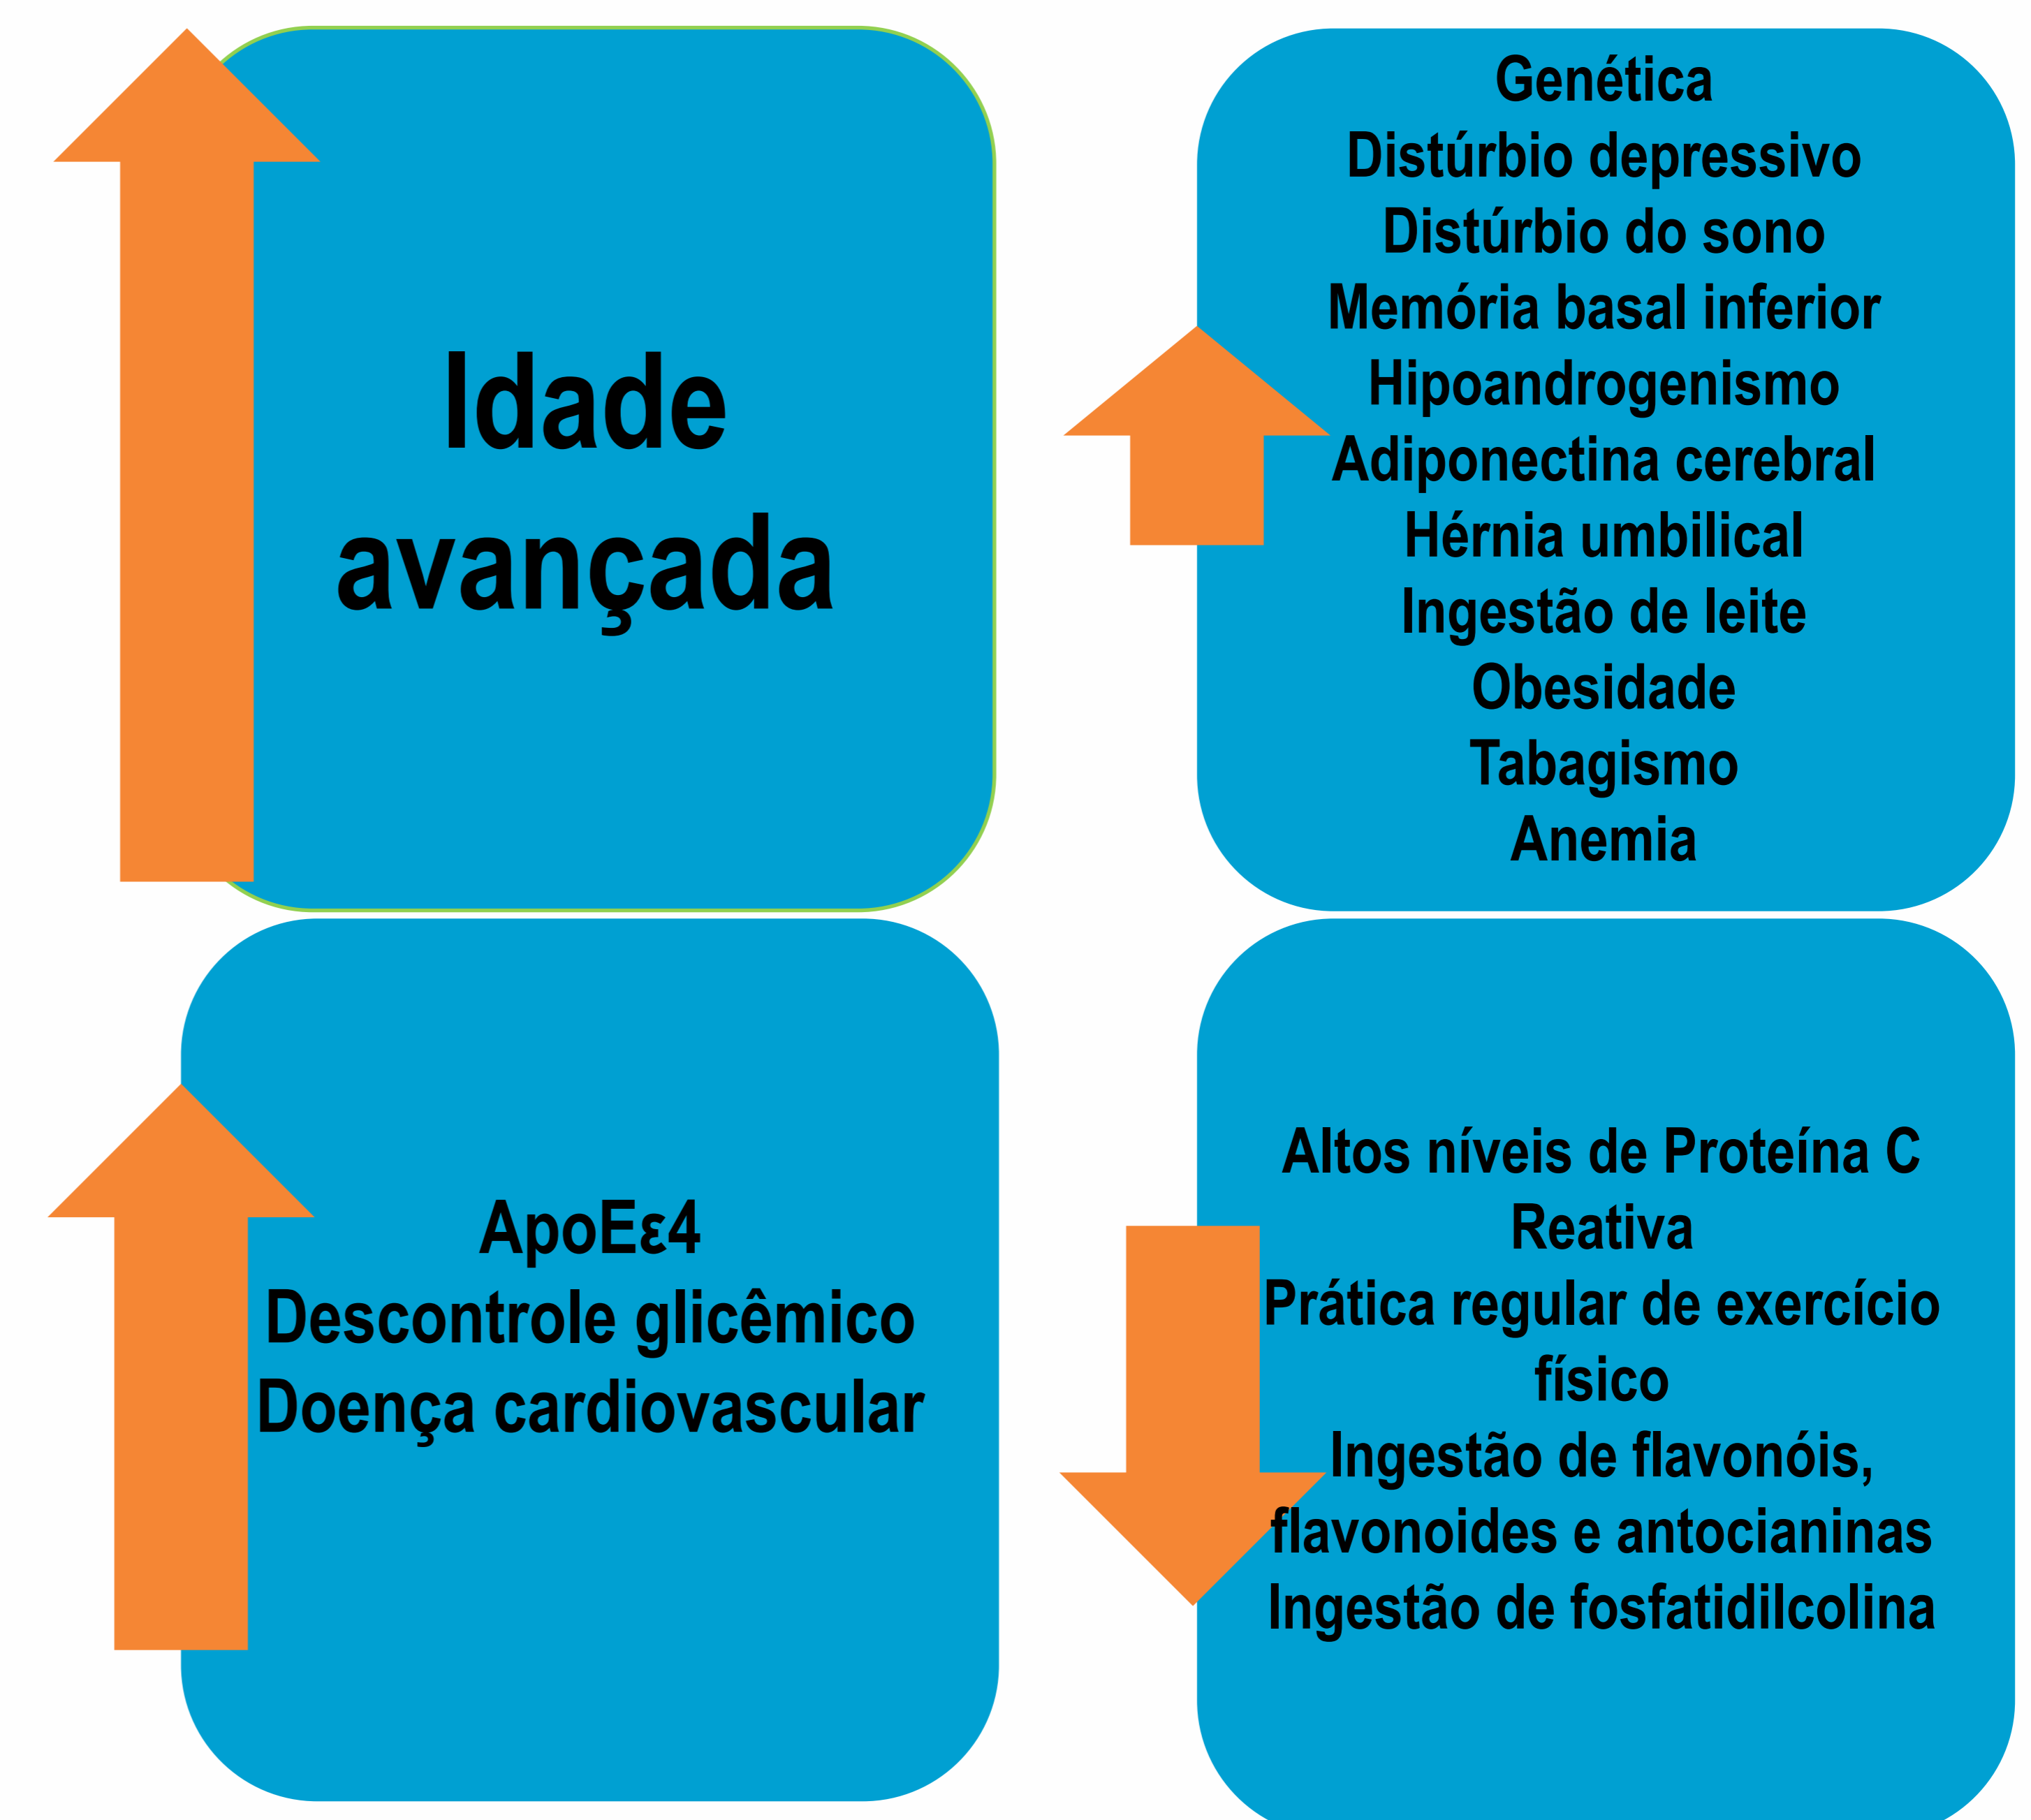 Idade
avançada
Genética
Distúrbio depressivo
Distúrbio do sono
Memória basal inferior
Hipoandrogenismo
Adiponectina cerebral
Hérnia umbilical
Ingestão de leite
Obesidade
Tabagismo
Anemia
ApoEε4
Descontrole glicêmico
Doença cardiovascular
Altos níveis de Proteína C
Reativa
Prática regular de exercício
físico
Ingestão de flavonóis,
flavonoides e antocianinas
Ingestão de fosfatidilcolina